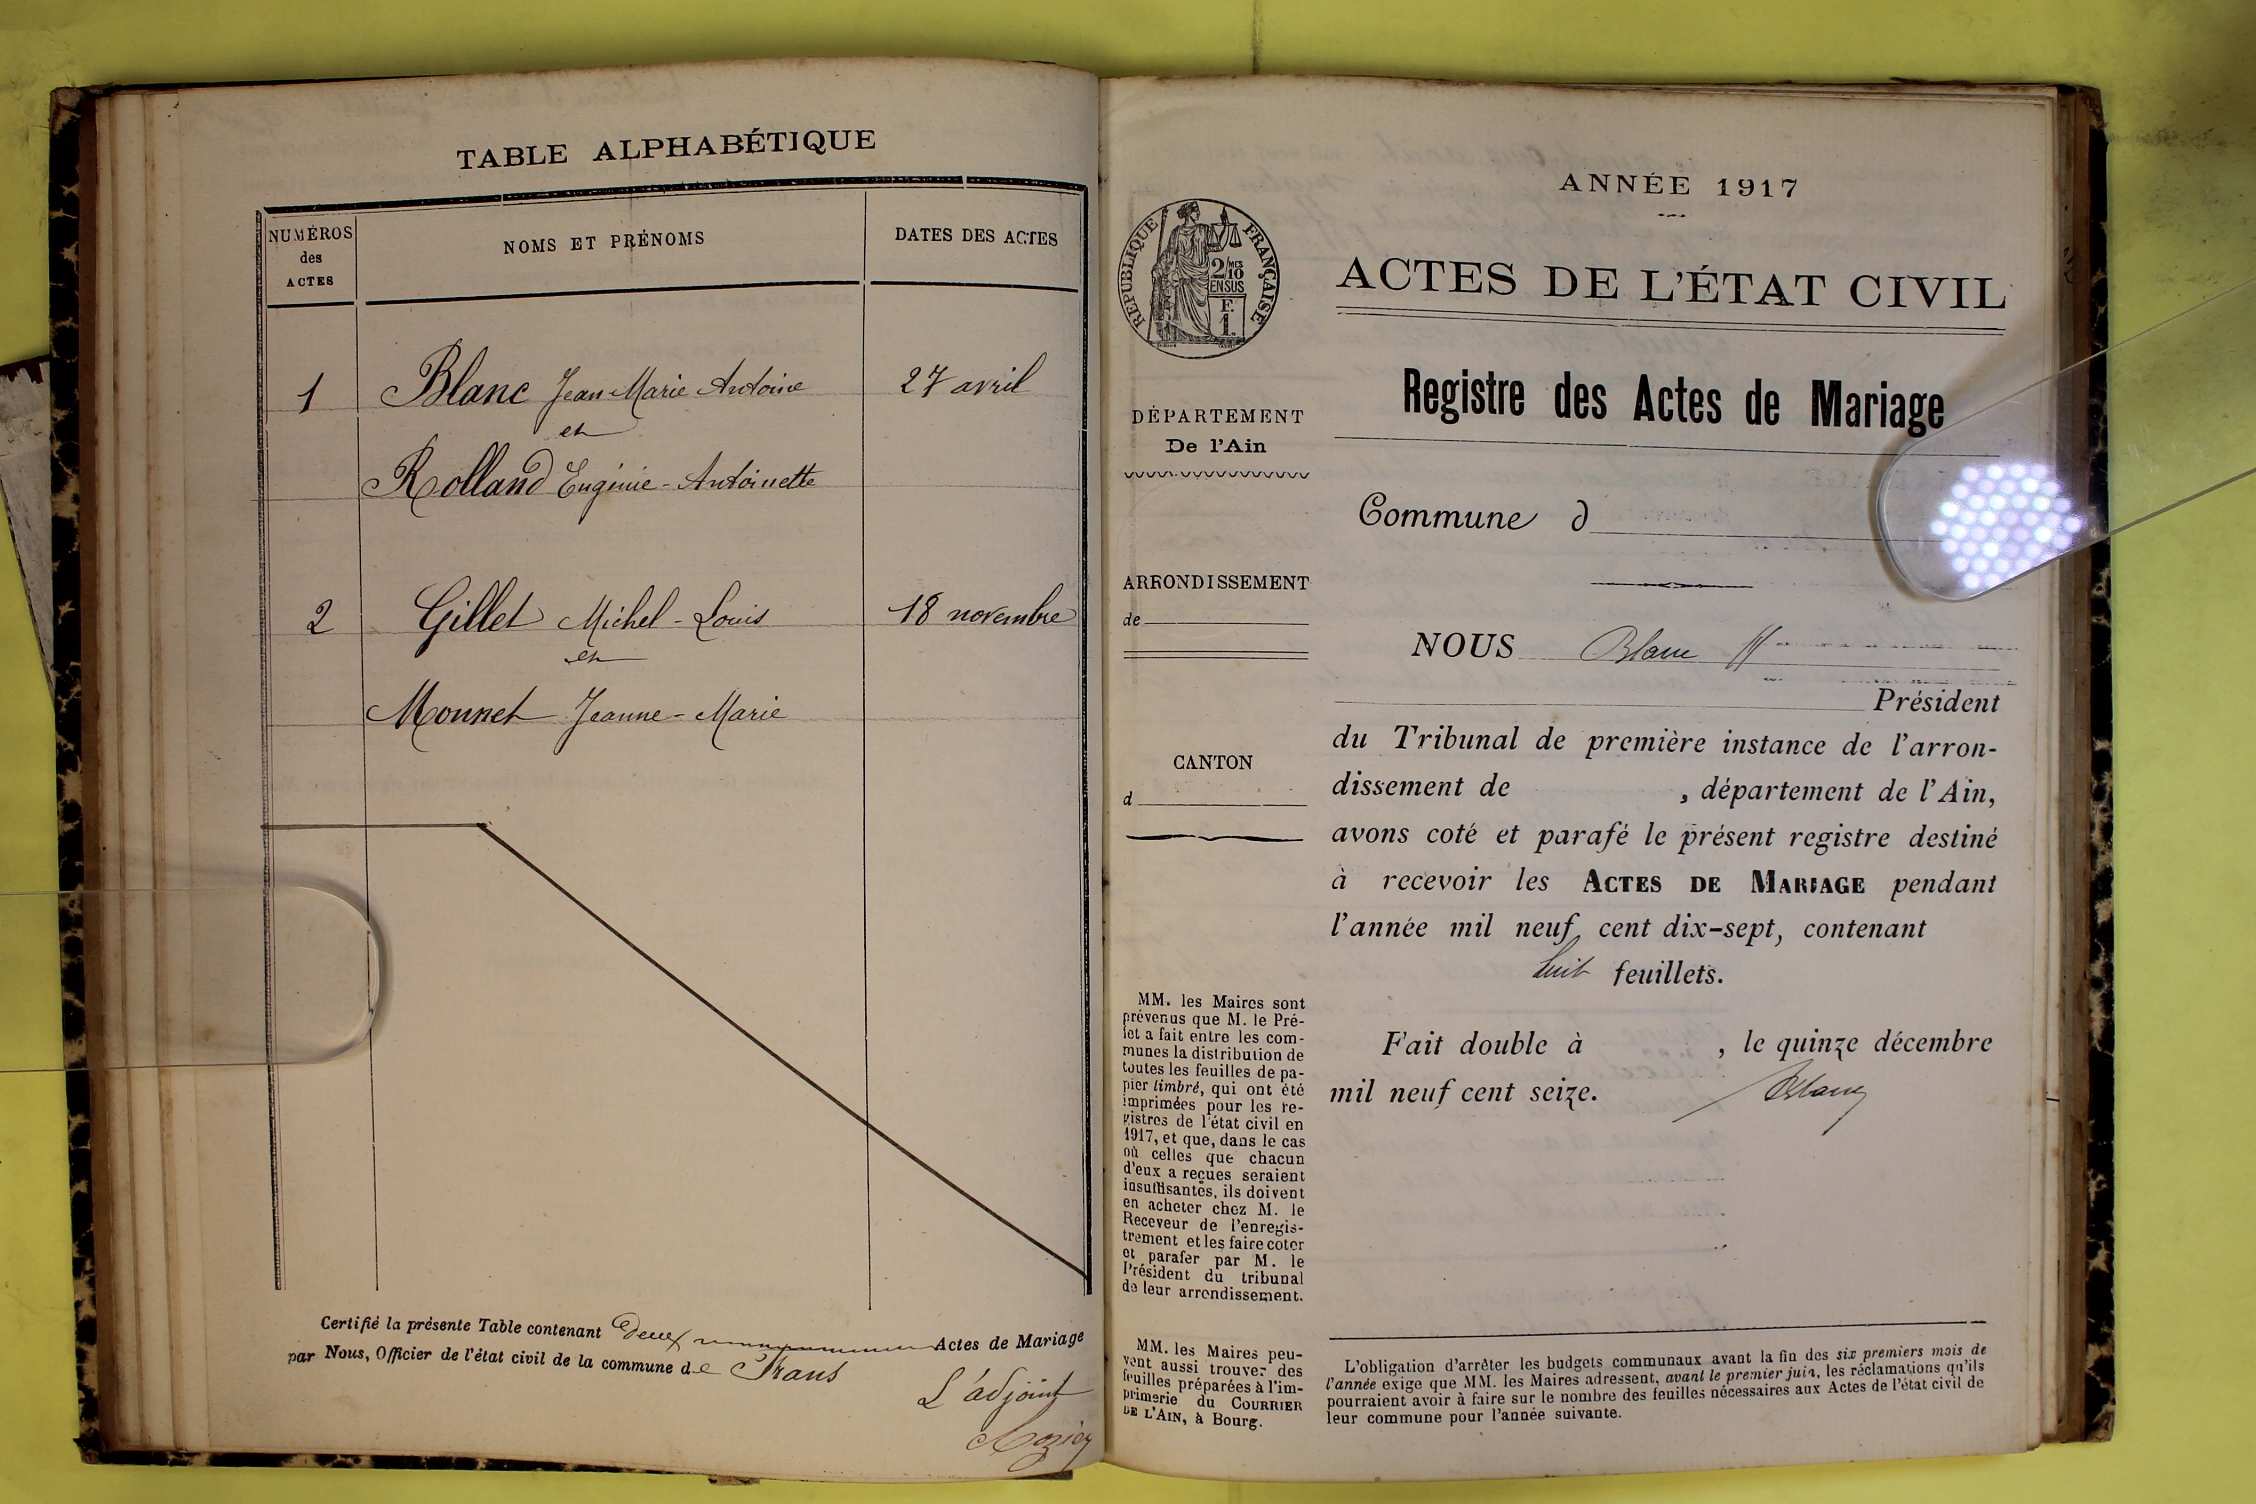 TABLE ALPHABÉTIQUE
NUMÉROS
des
ACTES
NOMS ET PRÉNOMS
DATES DES ACTES
1 Blanc Jean Marie Antoine 27 avril
et
Rolland Eugénie-Antoinette
2 Gillet Michel-Louis 18 novembre
et
Monnet Jeanne-Marie
Certifié la présente Table contenant Deux Actes de Mariage
par Nous, Officier de l'état civil de la commune de
L'adjoint
RÉPUBLIQUE FRANÇAISE
2/MES
10
EN SUS
F.
1.
DÉPARTEMENT
De l'Ain
ARRONDISSEMENT
de
CANTON
d
MM. les Maires sont
prévenus que M. le Pré-
fet a fait entre les com-
munes la distribution de
toutes les feuilles de pa-
pier timbré, qui ont été
imprimées pour les re-
gistres de l'état civil en
1917, et que, dans le cas
où celles que chacun
d'eux a reçues seraient
insuffisantes, ils doivent
en acheter chez M. le
Receveur de l'enregis-
trement et les faire coter
et parafer par M. le
Président du tribunal
de leur arrondissement.
MM. les Maires peu-
vent aussi trouver des
feuilles préparées à l'im-
primerie du COURRIER
DE L'AIN, à Bourg.
ANNÉE 1917
ACTES DE L'ÉTAT CIVIL
Registre des Actes de Mariage
Commune d
NOUS Blanc
Président
du Tribunal de première instance de l'arron-
dissement de , département de l'Ain,
avons coté et parafé le présent registre destiné
à recevoir les ACTES DE MARIAGE pendant
l'année mil neuf cent dix-sept, contenant
huit feuillets.
Fait double à , le quinze décembre
mil neuf cent seize. Blanc
L'obligation d'arrêter les budgets communaux avant la fin des six premiers mois de
l'année exige que MM. les Maires adressent, avant le premier juin, les réclamations qu'ils
pourraient avoir à faire sur le nombre des feuilles nécessaires aux Actes de l'état civil de
leur commune pour l'année suivante.